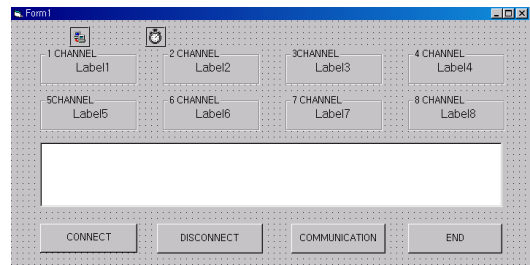 Form1
1 CHANNEL 2 CHANNEL 3CHANNEL 4 CHANNEL
Label1 Label2 Label3 Label4
5CHANNEL 6 CHANNEL 7 CHANNEL 8 CHANNEL
Label5 Label6 Label7 Label8
CONNECT DISCONNECT COMMUNICATION END